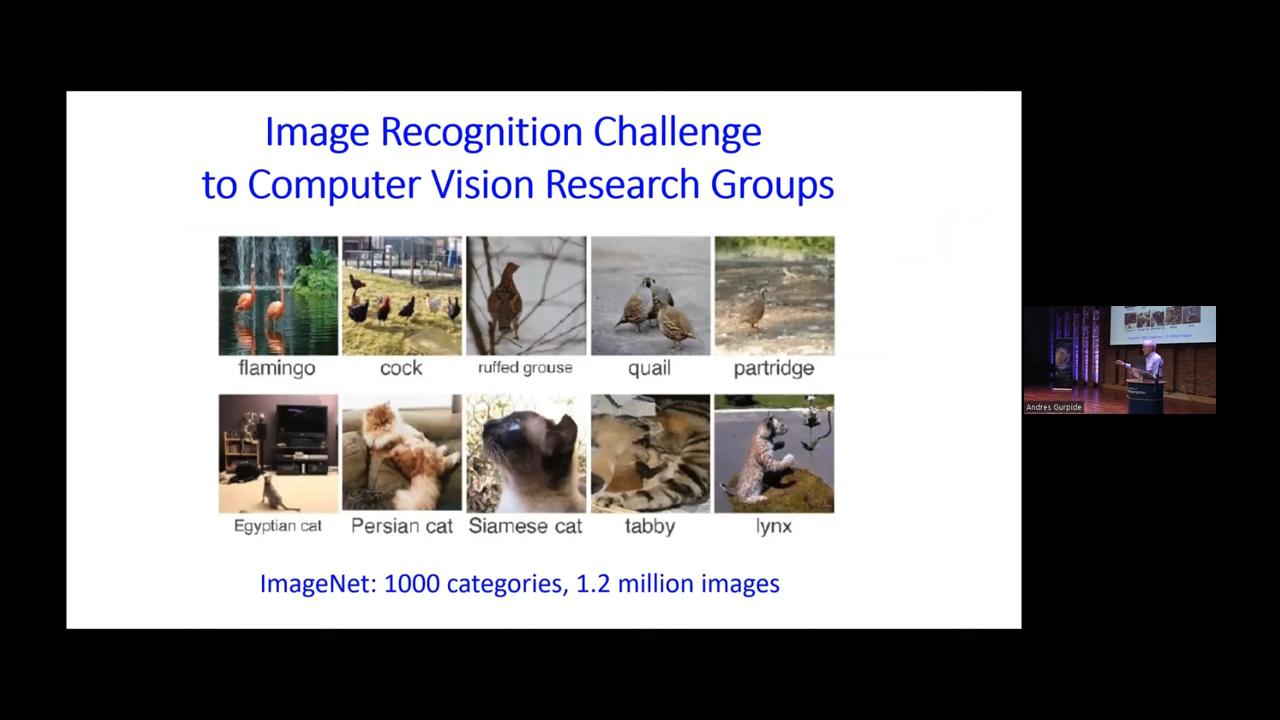 Image Recognition Challenge
to Computer Vision Research Groups
flamingo cock ruffed grouse quail partridge
Egyptian cat Persian cat Siamese cat tabby lynx
ImageNet: 1000 categories, 1.2 million images
Andres Gurpide